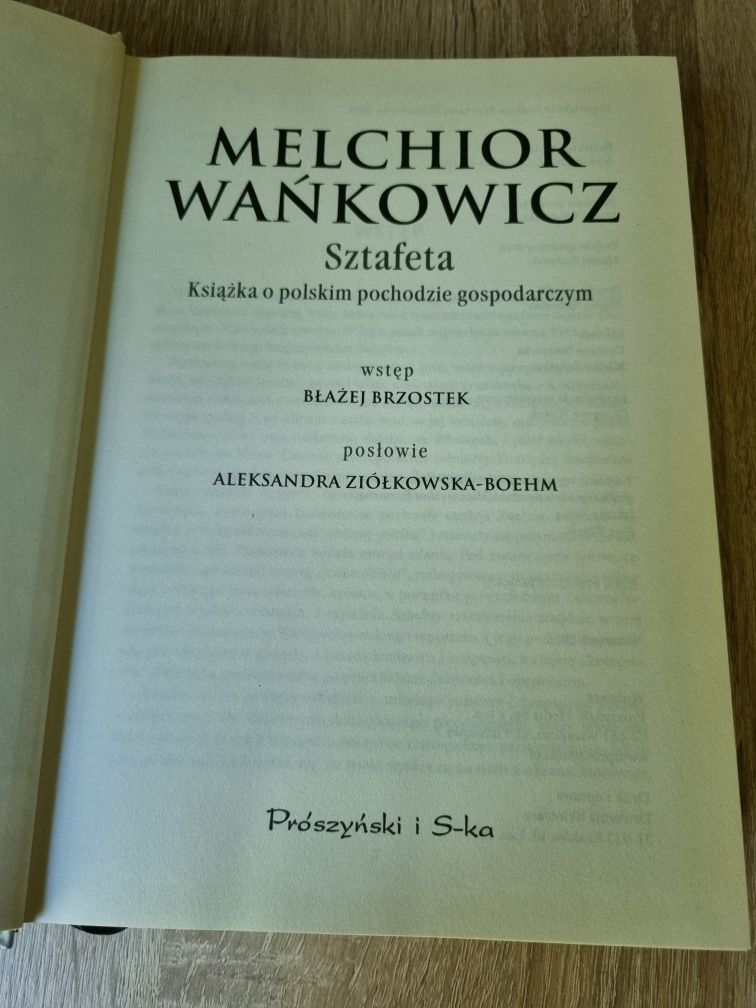 MELCHIOR
WAŃKOWICZ
Sztafeta
Książka o polskim pochodzie gospodarczym
wstęp
BŁAŻEJ BRZOSTEK
posłowie
ALEKSANDRA ZIÓŁKOWSKA-BOEHM
Prószyński i S-ka